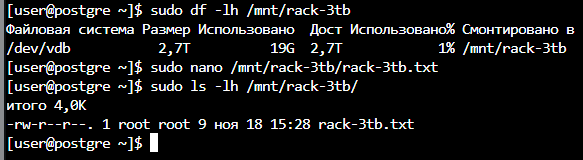 [user@postgre ~]$ sudo df -lh /mnt/rack-3tb
Файловая система Размер Использовано  Дост Использовано% Смонтировано в
/dev/vdb           2,7T          19G  2,7T            1% /mnt/rack-3tb
[user@postgre ~]$ sudo nano /mnt/rack-3tb/rack-3tb.txt
[user@postgre ~]$ sudo ls -lh /mnt/rack-3tb/
итого 4,0K
-rw-r--r--. 1 root root 9 ноя 18 15:28 rack-3tb.txt
[user@postgre ~]$